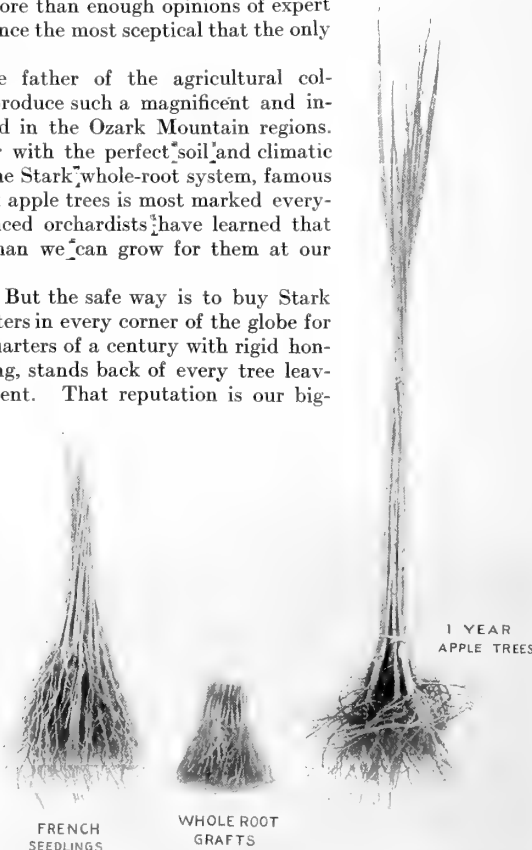 ore than enough opinions of expert
nce the most sceptical that the only
e father of the agricultural col-
roduce such a magnificent and in-
d in the Ozark Mountain regions.
r with the perfect soil and climatic
ne Stark whole-root system, famous
apple trees is most marked every-
nced orchardists have learned that
han we can grow for them at our
But the safe way is to buy Stark
ters in every corner of the globe for
uarters of a century with rigid hon-
ng, stands back of every tree leav-
ent. That reputation is our big-
1 YEAR
APPLE TREES
FRENCH
SEEDLINGS
WHOLE ROOT
GRAFTS